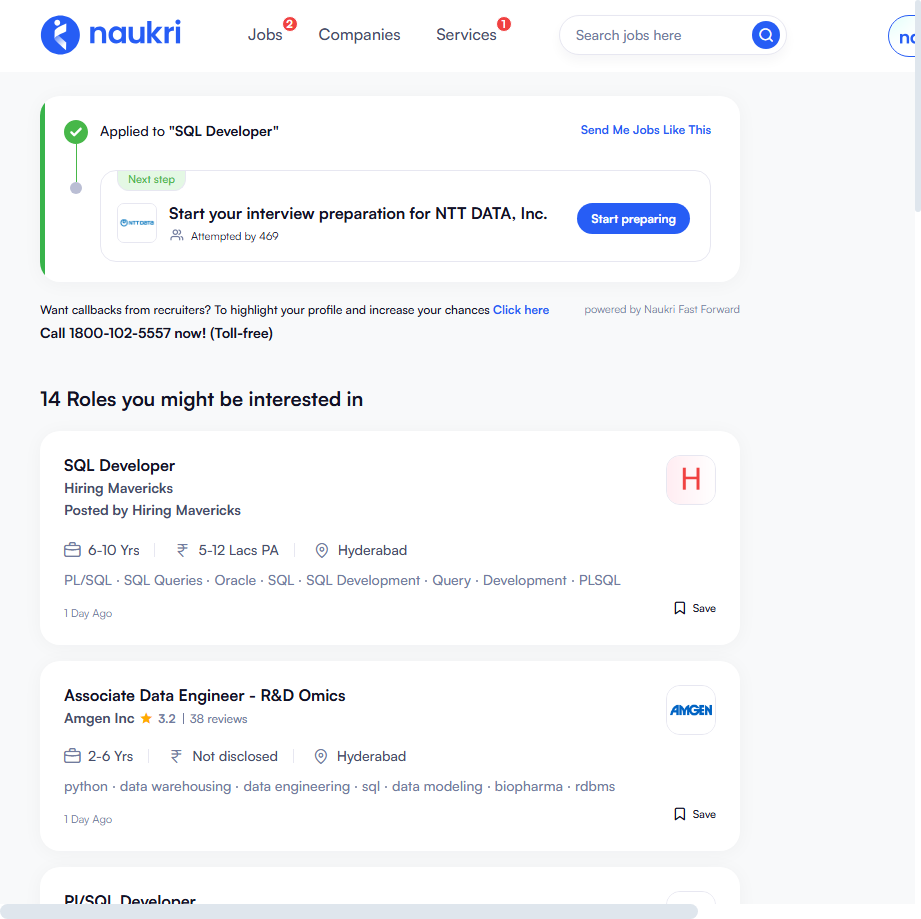 naukri
Jobs 2 Companies Services 1 Search jobs here
Applied to "SQL Developer" Send Me Jobs Like This
Next step
NTT DATA
Start your interview preparation for NTT DATA, Inc.
Attempted by 469
Start preparing
Want callbacks from recruiters? To highlight your profile and increase your chances Click here powered by Naukri Fast Forward
Call 1800-102-5557 now! (Toll-free)
14 Roles you might be interested in
SQL Developer
H
Hiring Mavericks
Posted by Hiring Mavericks
6-10 Yrs ₹ 5-12 Lacs PA Hyderabad
PL/SQL · SQL Queries · Oracle · SQL · SQL Development · Query · Development · PLSQL
1 Day Ago Save
Associate Data Engineer - R&D Omics
AMGEN
Amgen Inc 3.2 | 38 reviews
2-6 Yrs ₹ Not disclosed Hyderabad
python · data warehousing · data engineering · sql · data modeling · biopharma · rdbms
1 Day Ago Save
Pl/SQL Developer